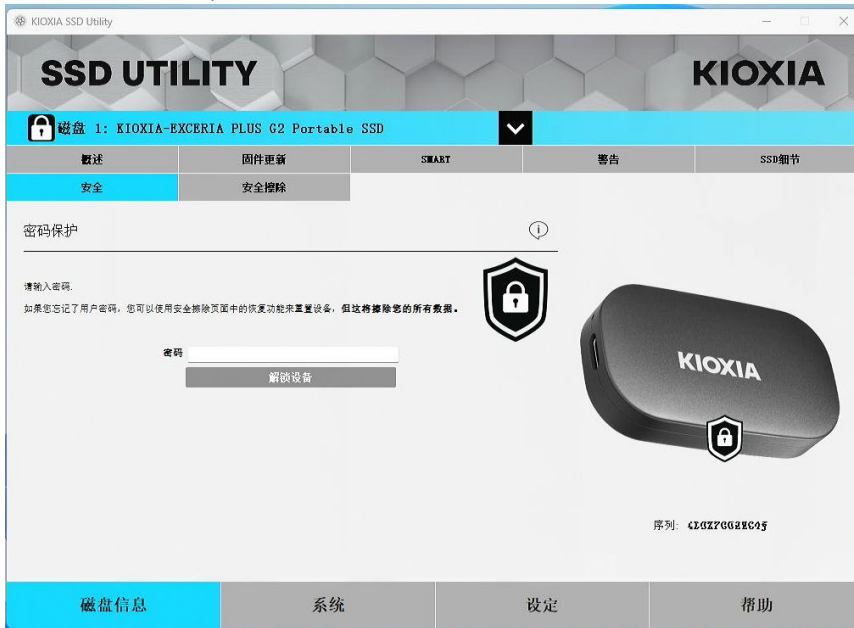 KIOXIA SSD Utility
SSD UTILITY
KIOXIA
磁盘 1: KIOXIA-EXCERIA PLUS G2 Portable SSD
概述 固件更新 SMART 警告 SSD细节
安全 安全擦除
密码保护
请输入密码.
如果您忘记了用户密码，您可以使用安全擦除页面中的恢复功能来重置设备，但这将擦除您的所有数据。
密码
解锁设备
KIOXIA
序列:
磁盘信息 系统 设定 帮助